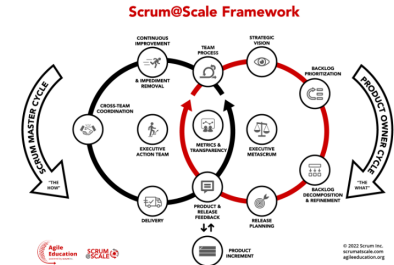 Scrum@Scale Framework
CONTINUOUS
IMPROVEMENT
& IMPEDIMENT
REMOVAL
TEAM
PROCESS
STRATEGIC
VISION
BACKLOG
PRIORITIZATION
CROSS-TEAM
COORDINATION
SCRUM MASTER CYCLE
"THE
HOW"
PRODUCT OWNER CYCLE
"THE
WHAT"
EXECUTIVE
ACTION TEAM
METRICS &
TRANSPARENCY
EXECUTIVE
METASCRUM
BACKLOG
DECOMPOSITION
& REFINEMENT
DELIVERY
PRODUCT &
RELEASE
FEEDBACK
RELEASE
PLANNING
PRODUCT
INCREMENT
Agile
Education
SCRUM
@SCALE
© 2022 Scrum Inc.
scrumatscale.com
agileeducation.org